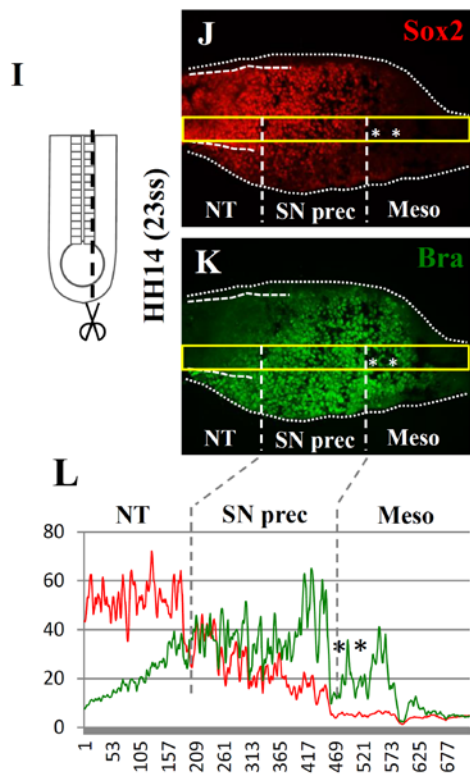 I
J
Sox2
* *
NT SN prec Meso
HH14 (23ss)
K
Bra
* *
NT SN prec Meso
L
NT SN prec Meso
80
60
40
20
0
* *
1 53 105 157 209 261 313 365 417 469 521 573 625 677